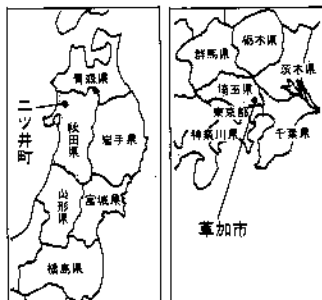 青森県
二ツ井町
秋田県
岩手県
山形県
宮城県
福島県
群馬県
栃木県
茨木県
埼玉県
東京都
神奈川県
千葉県
草加市